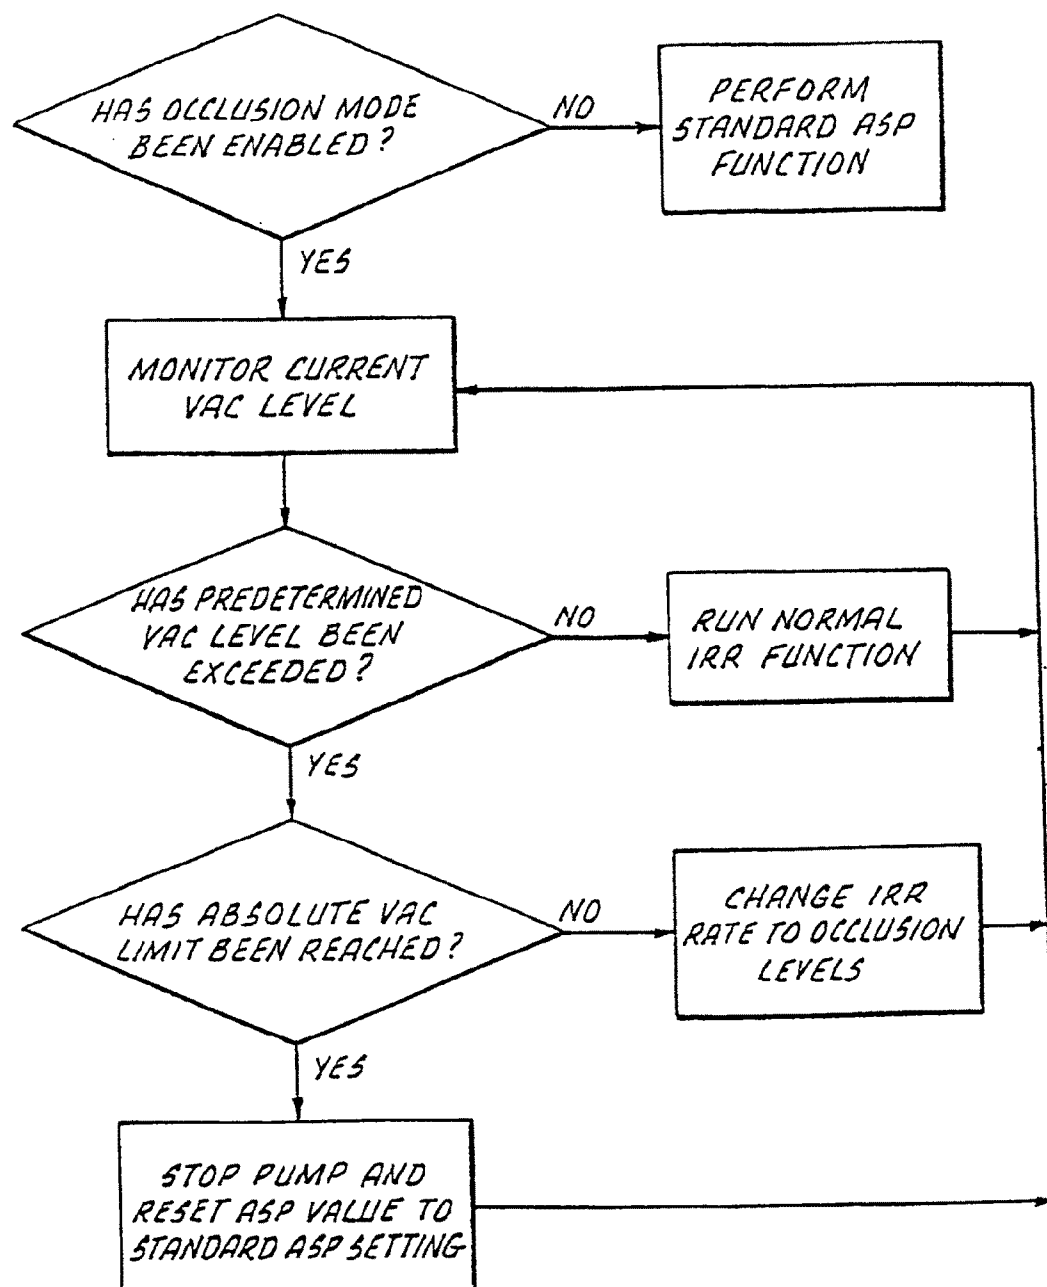 HAS OCCLUSION MODE
BEEN ENABLED?
NO
PERFORM
STANDARD ASP
FUNCTION
YES
MONITOR CURRENT
VAC LEVEL
HAS PREDETERMINED
VAC LEVEL BEEN
EXCEEDED?
NO
RUN NORMAL
IRR FUNCTION
YES
HAS ABSOLUTE VAC
LIMIT BEEN REACHED?
NO
CHANGE IRR
RATE TO OCCLUSION
LEVELS
YES
STOP PUMP AND
RESET ASP VALUE TO
STANDARD ASP SETTING